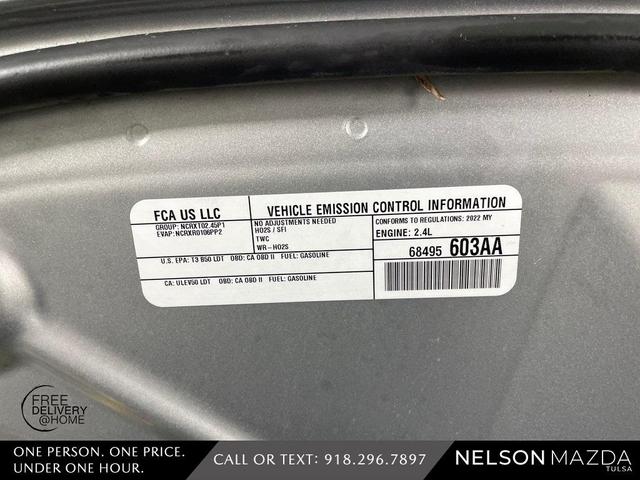 FCA US LLC
VEHICLE EMISSION CONTROL INFORMATION
GROUP: NCRXT02.45P1
EVAP: NCRXR0106PP2
NO ADJUSTMENTS NEEDED
HO2S / SFI
TWC
WR-HO2S
CONFORMS TO REGULATIONS: 2022 MY
ENGINE: 2.4L
68495 603AA
U.S. EPA: T3 B50 LDT OBD: CA OBD II FUEL: GASOLINE
CA: ULEV50 LDT OBD: CA OBD II FUEL: GASOLINE
FREE
DELIVERY
@HOME
ONE PERSON. ONE PRICE.
UNDER ONE HOUR.
CALL OR TEXT: 918.296.7897
NELSON MAZDA
TULSA